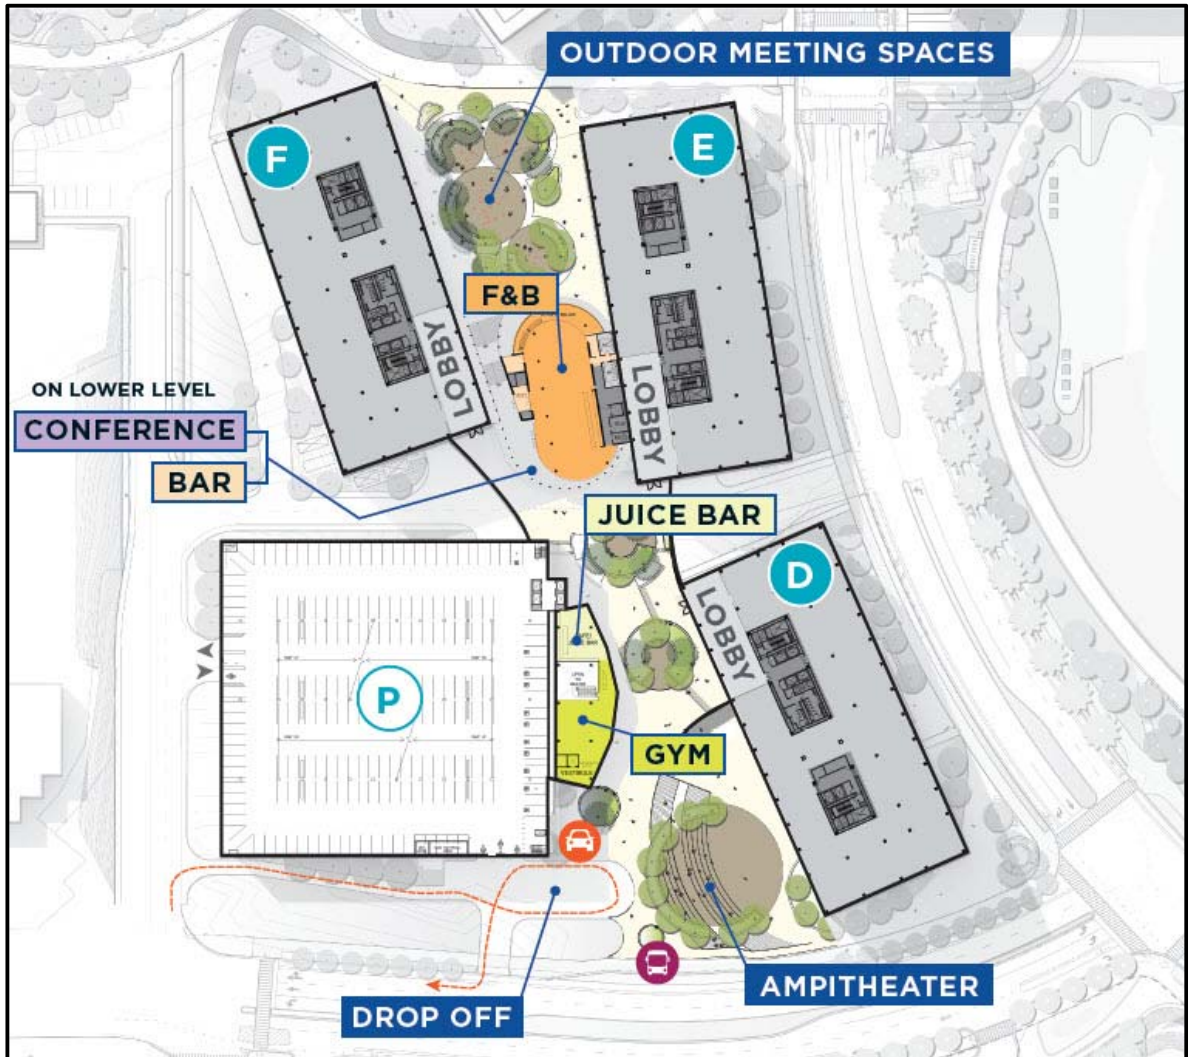 OUTDOOR MEETING SPACES
F
E
F&B
LOBBY
LOBBY
ON LOWER LEVEL
CONFERENCE
BAR
JUICE BAR
D
LOBBY
P
GYM
AMPITHEATER
DROP OFF